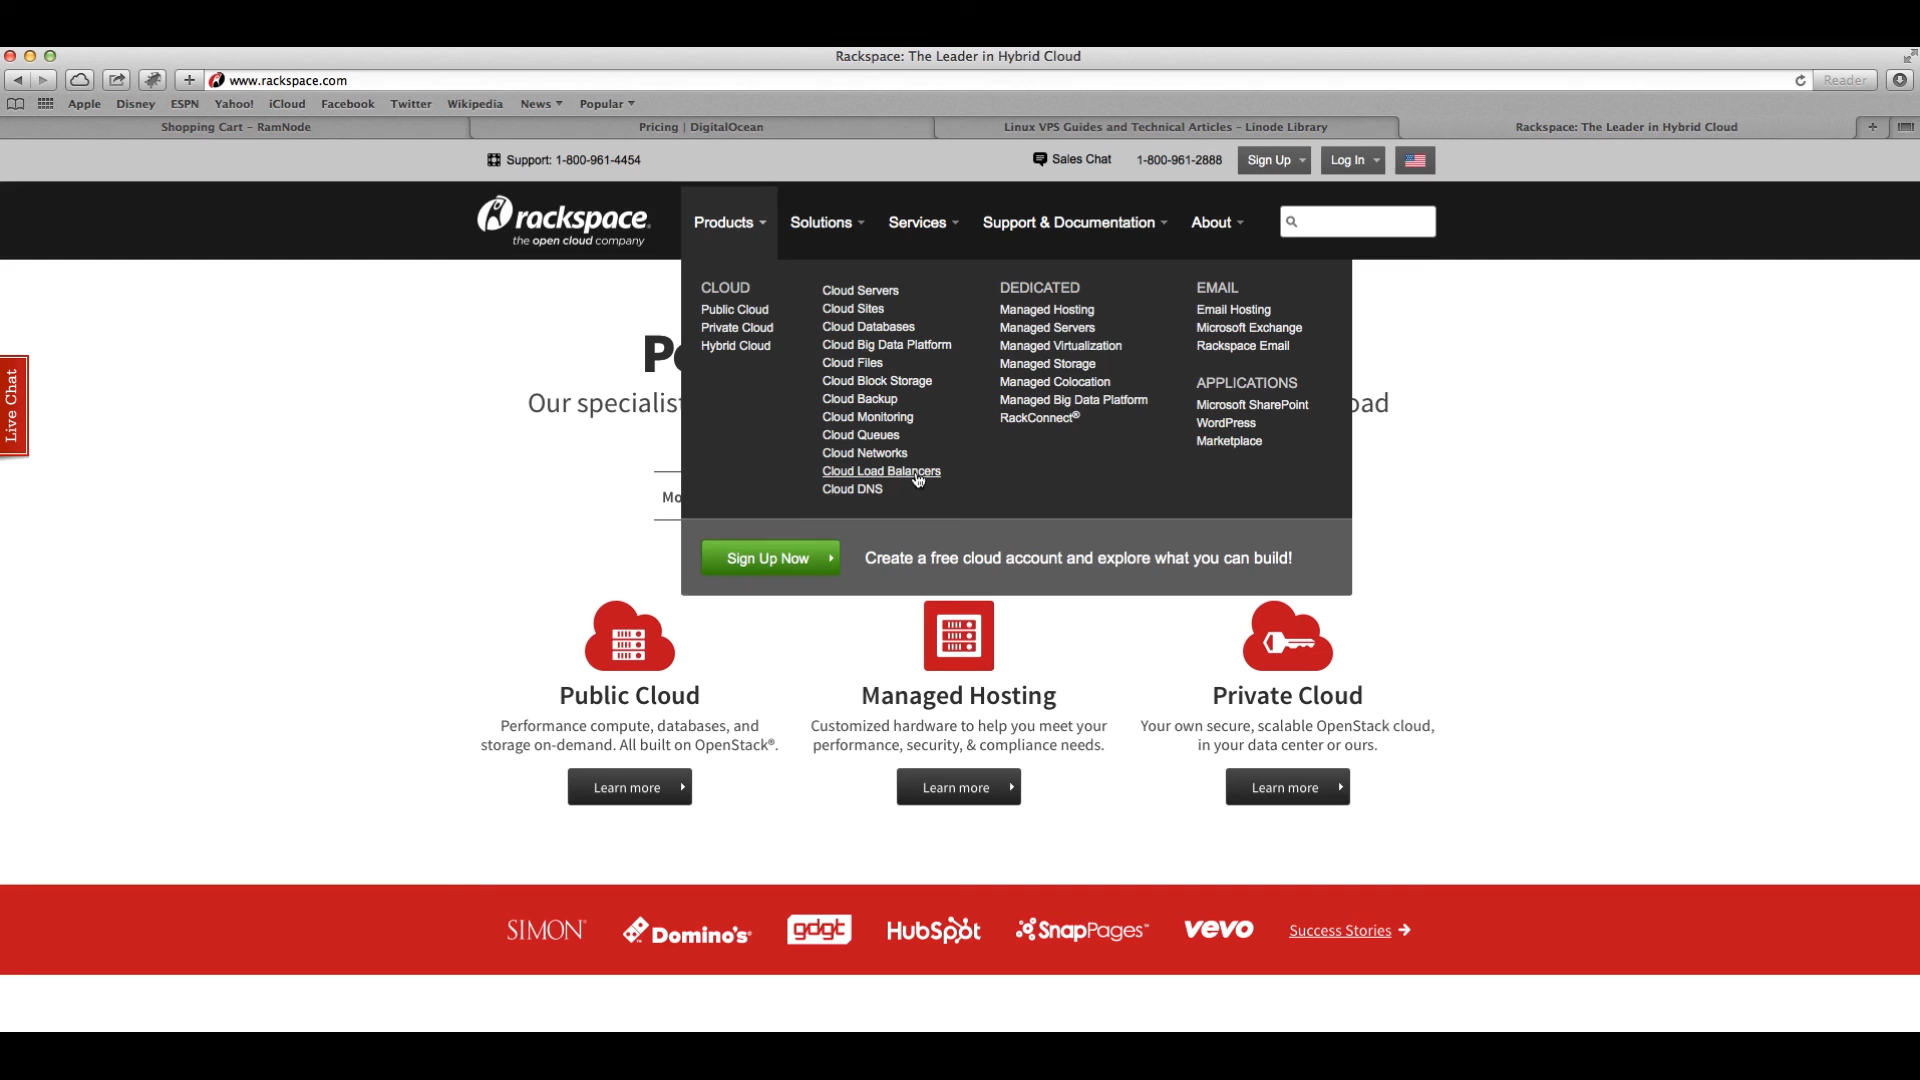 Rackspace: The Leader in Hybrid Cloud
www.rackspace.com
Reader
Apple Disney ESPN Yahoo! iCloud Facebook Twitter Wikipedia News Popular
Shopping Cart – RamNode
Pricing | DigitalOcean
Linux VPS Guides and Technical Articles – Linode Library
Rackspace: The Leader in Hybrid Cloud
Support: 1-800-961-4454
Sales Chat
1-800-961-2888
Sign Up
Log In
rackspace.
the open cloud company
Products
Solutions
Services
Support & Documentation
About
CLOUD
Public Cloud
Private Cloud
Hybrid Cloud
Cloud Servers
Cloud Sites
Cloud Databases
Cloud Big Data Platform
Cloud Files
Cloud Block Storage
Cloud Backup
Cloud Monitoring
Cloud Queues
Cloud Networks
Cloud Load Balancers
Cloud DNS
DEDICATED
Managed Hosting
Managed Servers
Managed Virtualization
Managed Storage
Managed Colocation
Managed Big Data Platform
RackConnect®
EMAIL
Email Hosting
Microsoft Exchange
Rackspace Email
APPLICATIONS
Microsoft SharePoint
WordPress
Marketplace
Sign Up Now
Create a free cloud account and explore what you can build!
Live Chat
Our specialist
Public Cloud
Performance compute, databases, and
storage on-demand. All built on OpenStack®.
Learn more
Managed Hosting
Customized hardware to help you meet your
performance, security, & compliance needs.
Learn more
Private Cloud
Your own secure, scalable OpenStack cloud,
in your data center or ours.
Learn more
SIMON®
Domino's®
gdgt
HubSpot
SnapPages™
vevo
Success Stories